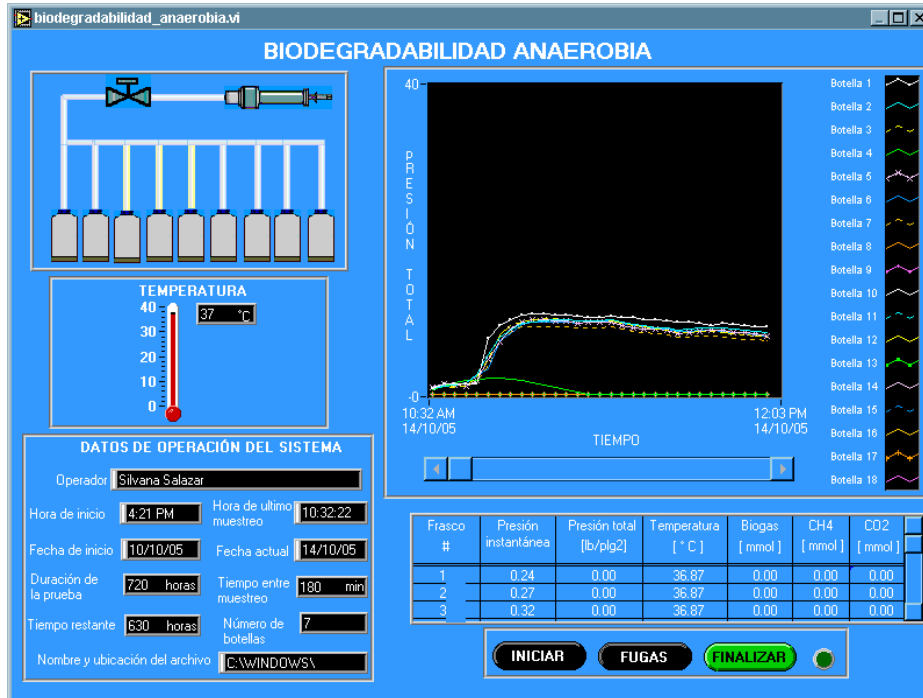 biodegradabilidad_anaerobia.vi
BIODEGRADABILIDAD ANAEROBIA
TEMPERATURA
40
30
20
10
0
37 °C
DATOS DE OPERACIÓN DEL SISTEMA
Operador Silvana Salazar
Hora de inicio 4:21 PM
Hora de ultimo muestreo 10:32:22
Fecha de inicio 10/10/05
Fecha actual 14/10/05
Duración de la prueba 720 horas
Tiempo entre muestreo 180 min
Tiempo restante 630 horas
Número de botellas 7
Nombre y ubicación del archivo C:\WINDOWS\
40
PRESIÓN TOTAL
-0
10:32 AM
14/10/05
12:03 PM
14/10/05
TIEMPO
Botella 1
Botella 2
Botella 3
Botella 4
Botella 5
Botella 6
Botella 7
Botella 8
Botella 9
Botella 10
Botella 11
Botella 12
Botella 13
Botella 14
Botella 15
Botella 16
Botella 17
Botella 18
Frasco # Presión instantánea Presión total [lb/plg2] Temperatura [ °C ] Biogas [ mmol ] CH4 [ mmol ] CO2 [ mmol ]
1 0.24 0.00 36.87 0.00 0.00 0.00
2 0.27 0.00 36.87 0.00 0.00 0.00
3 0.32 0.00 36.87 0.00 0.00 0.00
INICIAR
FUGAS
FINALIZAR